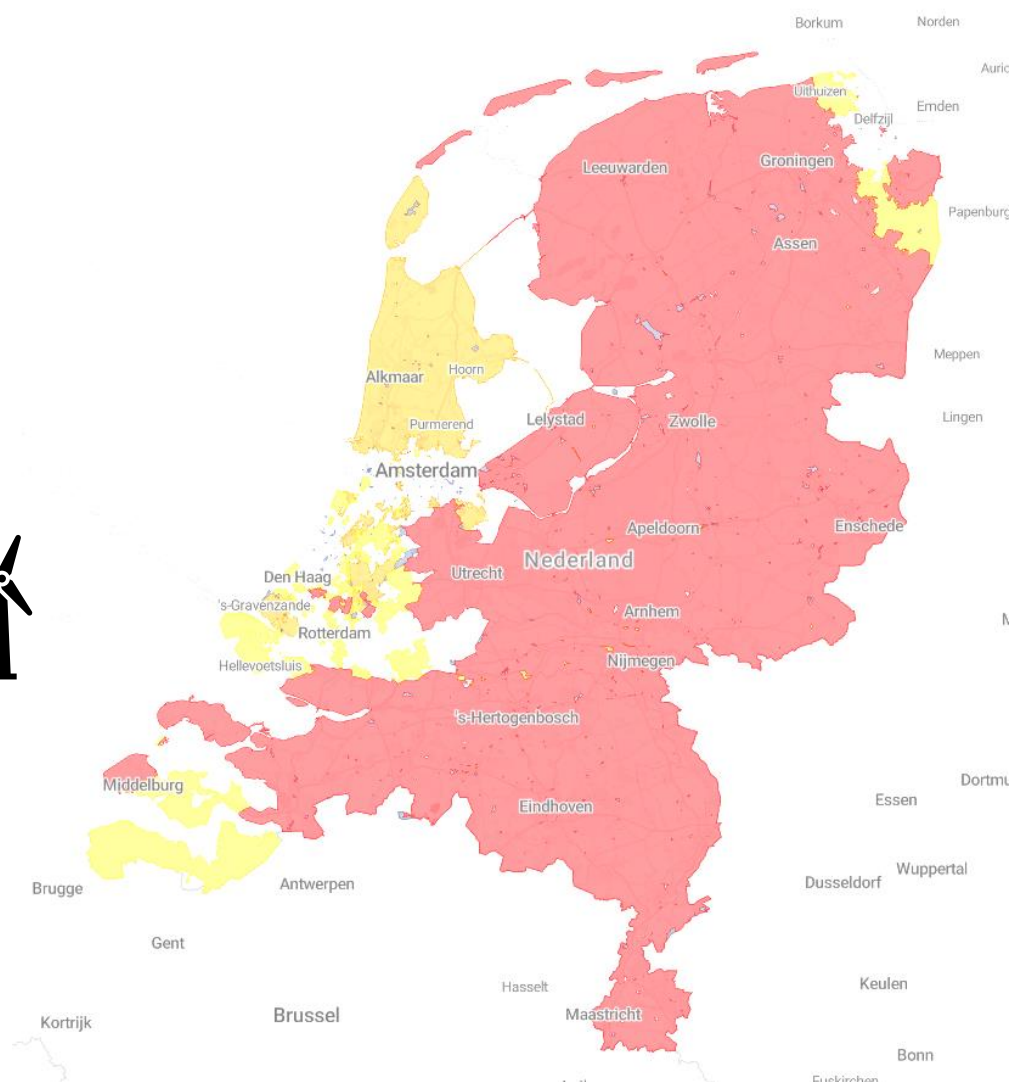 Borkum
Norden
Auric
Uithuizen
Emden
Delfzijl
Leeuwarden
Groningen
Papenburg
Assen
Meppen
Hoorn
Alkmaar
Lingen
Lelystad
Zwolle
Purmerend
Amsterdam
Apeldoorn
Enschede
Nederland
Utrecht
Den Haag
's-Gravenzande
Arnhem
M
Rotterdam
Nijmegen
Hellevoetsluis
's-Hertogenbosch
Dortmu
Middelburg
Essen
Eindhoven
Wuppertal
Dusseldorf
Antwerpen
Brugge
Gent
Keulen
Hasselt
Brussel
Maastricht
Kortrijk
Bonn
Euskirchen